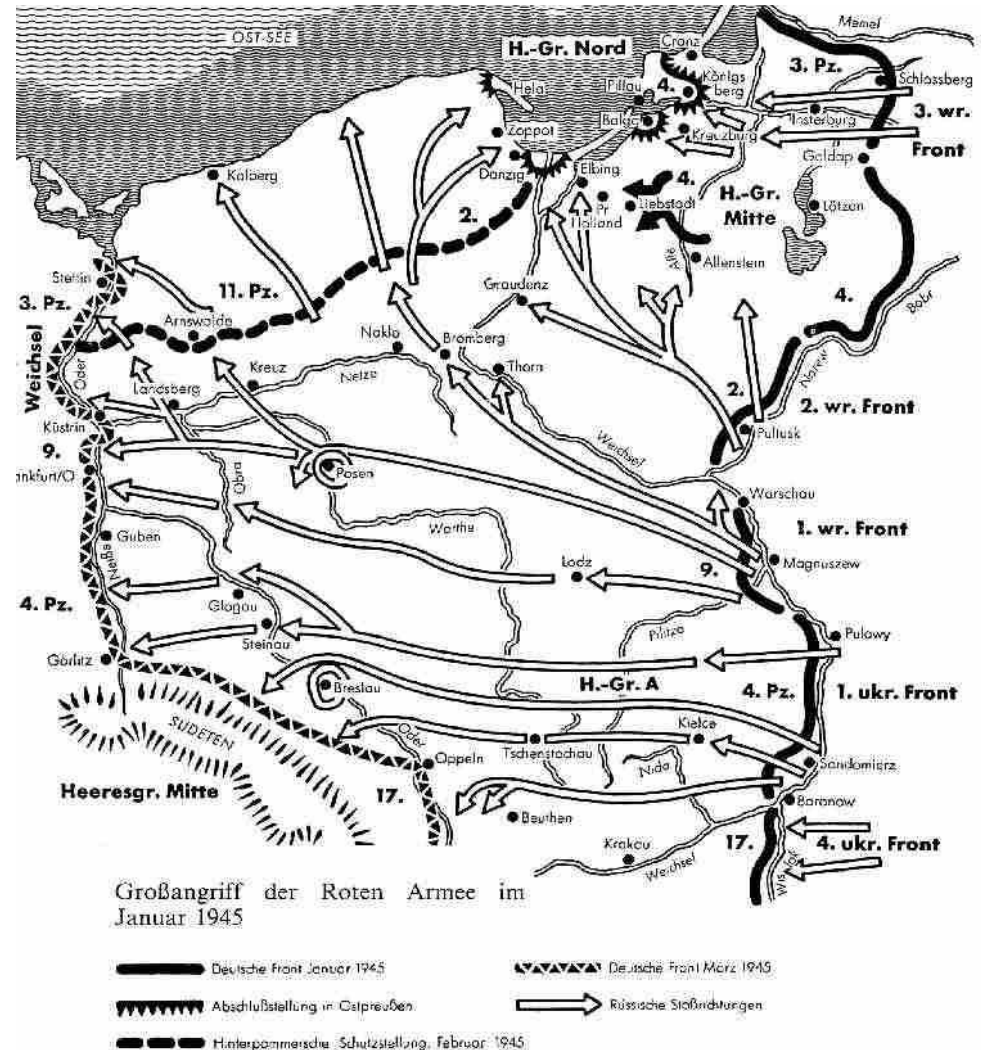 OST-SEE
H.-Gr. Nord
Cranz
Memel
3. Pz.
Schlossberg
Hela
Pillau
4.
Königs
berg
Insterburg
3. wr.
Front
Zoppot
Balga
Kreuzburg
Goldap
Kolberg
Danzig
Elbing
4.
H.-Gr.
Mitte
Lötzen
2.
Pr
Holland
Liebstadt
Alle
Allenstein
Stettin
3. Pz.
11. Pz.
Graudenz
4.
Bobr
Arnswalde
Naklo
Bromberg
Narew
Weichsel
Oder
Kreuz
Netze
Thorn
Landsberg
2.
2. wr. Front
Küstrin
Pultusk
9.
Weichsel
ankfurt/O
Posen
Obra
Warschau
1. wr. Front
Guben
Warthe
Neiße
Lodz
9.
Magnuszew
4. Pz.
Glogau
Pilitza
Steinau
Pulawy
Görlitz
H.-Gr. A
4. Pz.
1. ukr. Front
Breslau
SUDETEN
Oder
Kielce
Tschenstochau
Sandomierz
Oppeln
Nida
Heeresgr. Mitte
17.
Baranow
Beuthen
Krakau
Weichsel
17.
4. ukr. Front
Wislok
Großangriff der Roten Armee im
Januar 1945
Deutsche Front Januar 1945
Deutsche Front März 1945
Abschlußstellung in Ostpreußen
Russische Stoßrichtungen
Hinterpommersche Schutzstellung, Februar 1945